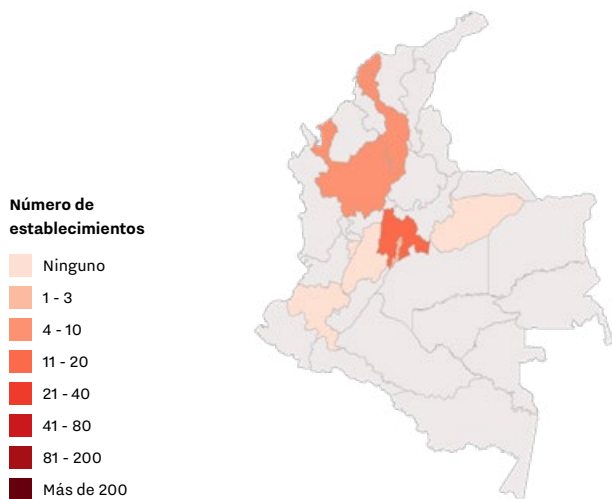 Número de
establecimientos
Ninguno
1 - 3
4 - 10
11 - 20
21 - 40
41 - 80
81 - 200
Más de 200